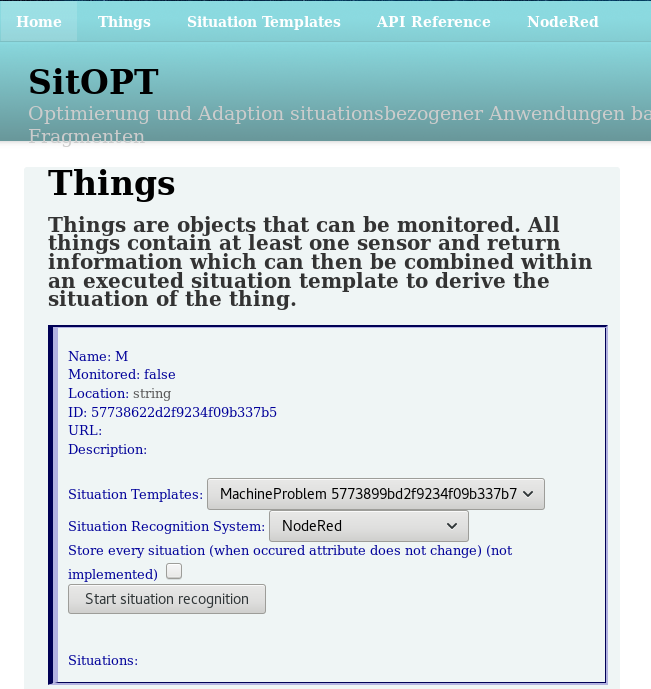 Home Things Situation Templates API Reference NodeRed
SitOPT
Optimierung und Adaption situationsbezogener Anwendungen
Fragmenten
Things
Things are objects that can be monitored. All
things contain at least one sensor and return
information which can then be combined within
an executed situation template to derive the
situation of the thing.
Name: M
Monitored: false
Location: string
ID: 57738622d2f9234f09b337b5
URL:
Description:
Situation Templates: MachineProblem 5773899bd2f9234f09b337b7
Situation Recognition System: NodeRed
Store every situation (when occured attribute does not change) (not
implemented)
Start situation recognition
Situations: